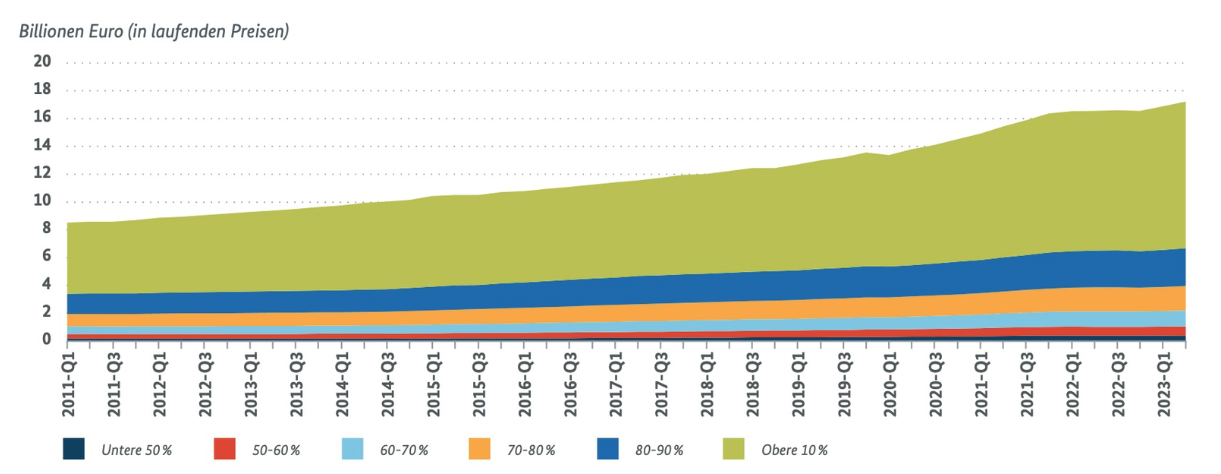 Billionen Euro (in laufenden Preisen)
20
18
16
14
12
10
8
6
4
2
0
2011-Q1
2011-Q3
2012-Q1
2012-Q3
2013-Q1
2013-Q3
2014-Q1
2014-Q3
2015-Q1
2015-Q3
2016-Q1
2016-Q3
2017-Q1
2017-Q3
2018-Q1
2018-Q3
2019-Q1
2019-Q3
2020-Q1
2020-Q3
2021-Q1
2021-Q3
2022-Q1
2022-Q3
2023-Q1
Untere 50 % 50-60 % 60-70 % 70-80 % 80-90 % Obere 10 %